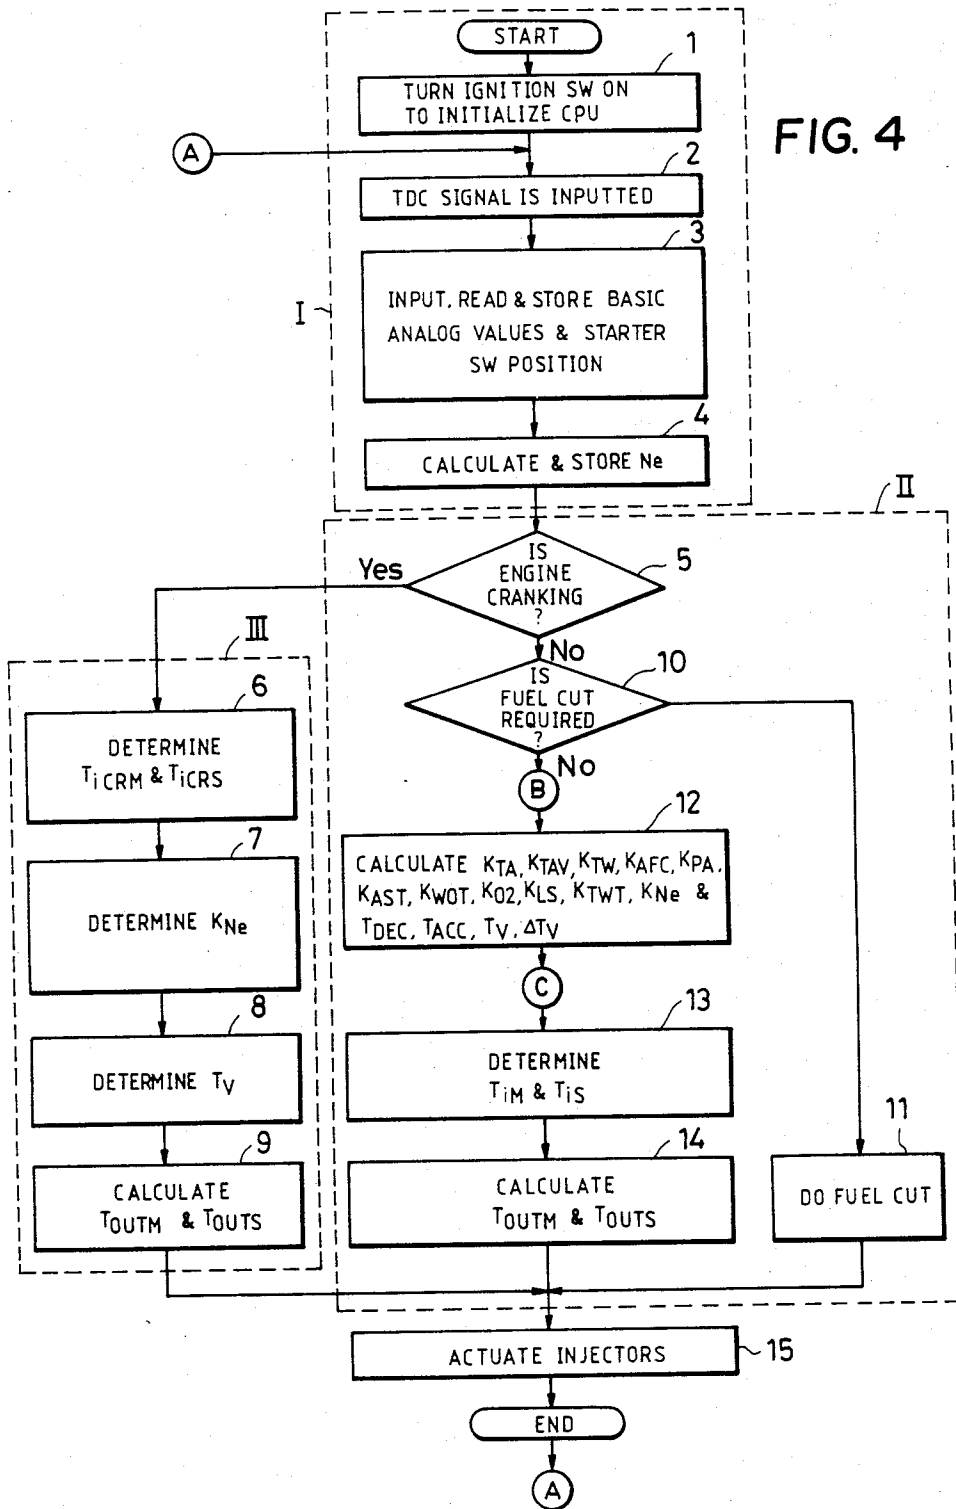 START
1
TURN IGNITION SW ON
TO INITIALIZE CPU
FIG. 4
A
2
TDC SIGNAL IS INPUTTED
3
INPUT, READ & STORE BASIC
ANALOG VALUES & STARTER
SW POSITION
I
4
CALCULATE & STORE Ne
II
IS
ENGINE
CRANKING
?
5
Yes
No
III
IS
FUEL CUT
REQUIRED
?
10
No
B
6
DETERMINE
TiCRM & TiCRS
7
DETERMINE KNe
8
DETERMINE TV
9
CALCULATE
TOUTM & TOUTS
12
CALCULATE KTA, KTAV, KTW, KAFC, KPA,
KAST, KWOT, KO2, KLS, KTWT, KNe &
TDEC, TACC, TV, ΔTV
C
13
DETERMINE
TiM & TiS
14
CALCULATE
TOUTM & TOUTS
11
DO FUEL CUT
ACTUATE INJECTORS
15
END
A